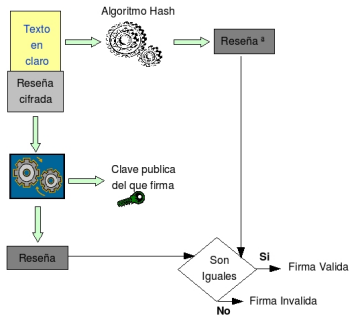 Algoritmo Hash
Texto
en
claro
Reseña ª
Reseña
cifrada
Clave publica
del que firma
Reseña
Son
Iguales
Si
Firma Valida
No
Firma Invalida